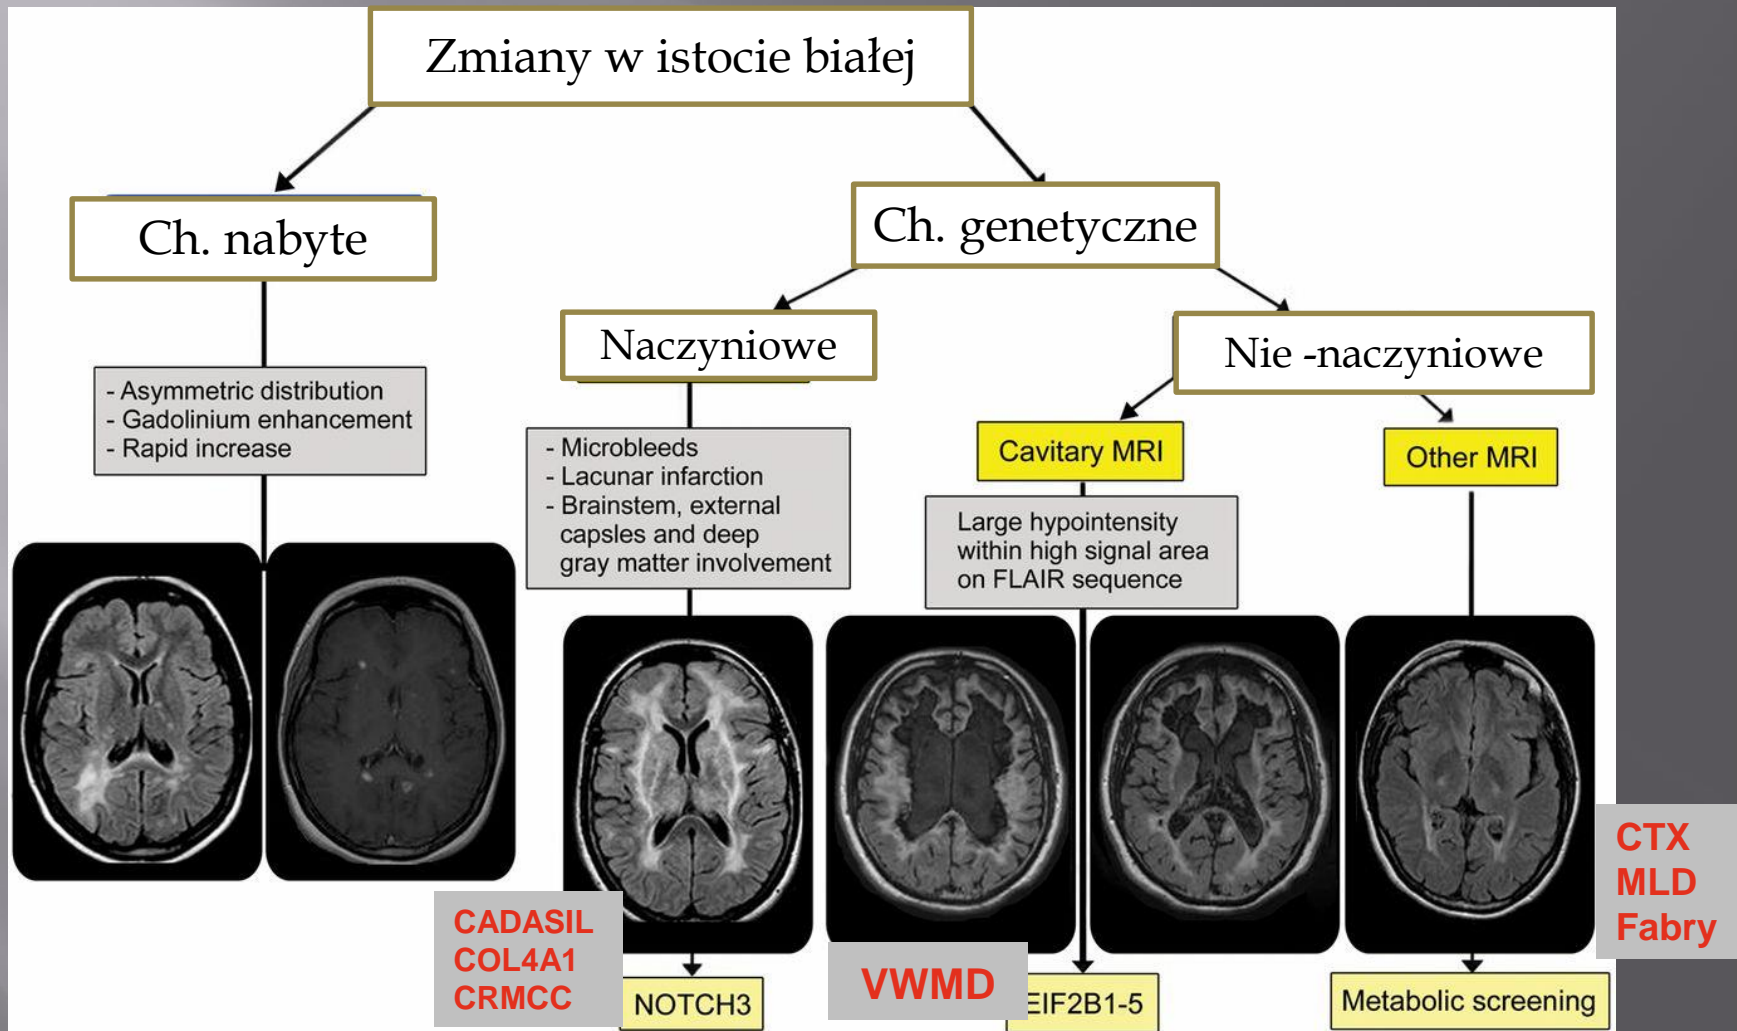 Zmiany w istocie białej
Ch. nabyte
Ch. genetyczne
Naczyniowe
Nie -naczyniowe
- Asymmetric distribution
- Gadolinium enhancement
- Rapid increase
- Microbleeds
- Lacunar infarction
- Brainstem, external
capsles and deep
gray matter involvement
Cavitary MRI
Other MRI
Large hypointensity
within high signal area
on FLAIR sequence
CADASIL
COL4A1
CRMCC
NOTCH3
VWMD
EIF2B1-5
CTX
MLD
Fabry
Metabolic screening